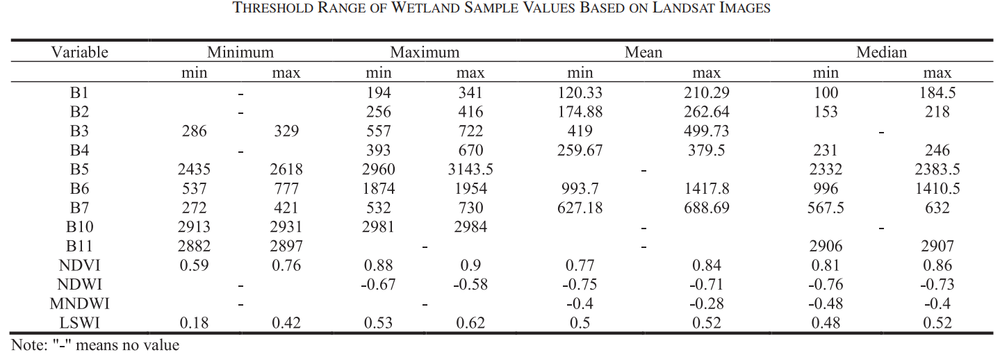 THRESHOLD RANGE OF WETLAND SAMPLE VALUES BASED ON LANDSAT IMAGES
Variable Minimum Maximum Mean Median
min max min max min max min max
B1 - 194 341 120.33 210.29 100 184.5
B2 - 256 416 174.88 262.64 153 218
B3 286 329 557 722 419 499.73 -
B4 - 393 670 259.67 379.5 231 246
B5 2435 2618 2960 3143.5 - 2332 2383.5
B6 537 777 1874 1954 993.7 1417.8 996 1410.5
B7 272 421 532 730 627.18 688.69 567.5 632
B10 2913 2931 2981 2984 - -
B11 2882 2897 - - 2906 2907
NDVI 0.59 0.76 0.88 0.9 0.77 0.84 0.81 0.86
NDWI - -0.67 -0.58 -0.75 -0.71 -0.76 -0.73
MNDWI - - -0.4 -0.28 -0.48 -0.4
LSWI 0.18 0.42 0.53 0.62 0.5 0.52 0.48 0.52
Note: "-" means no value